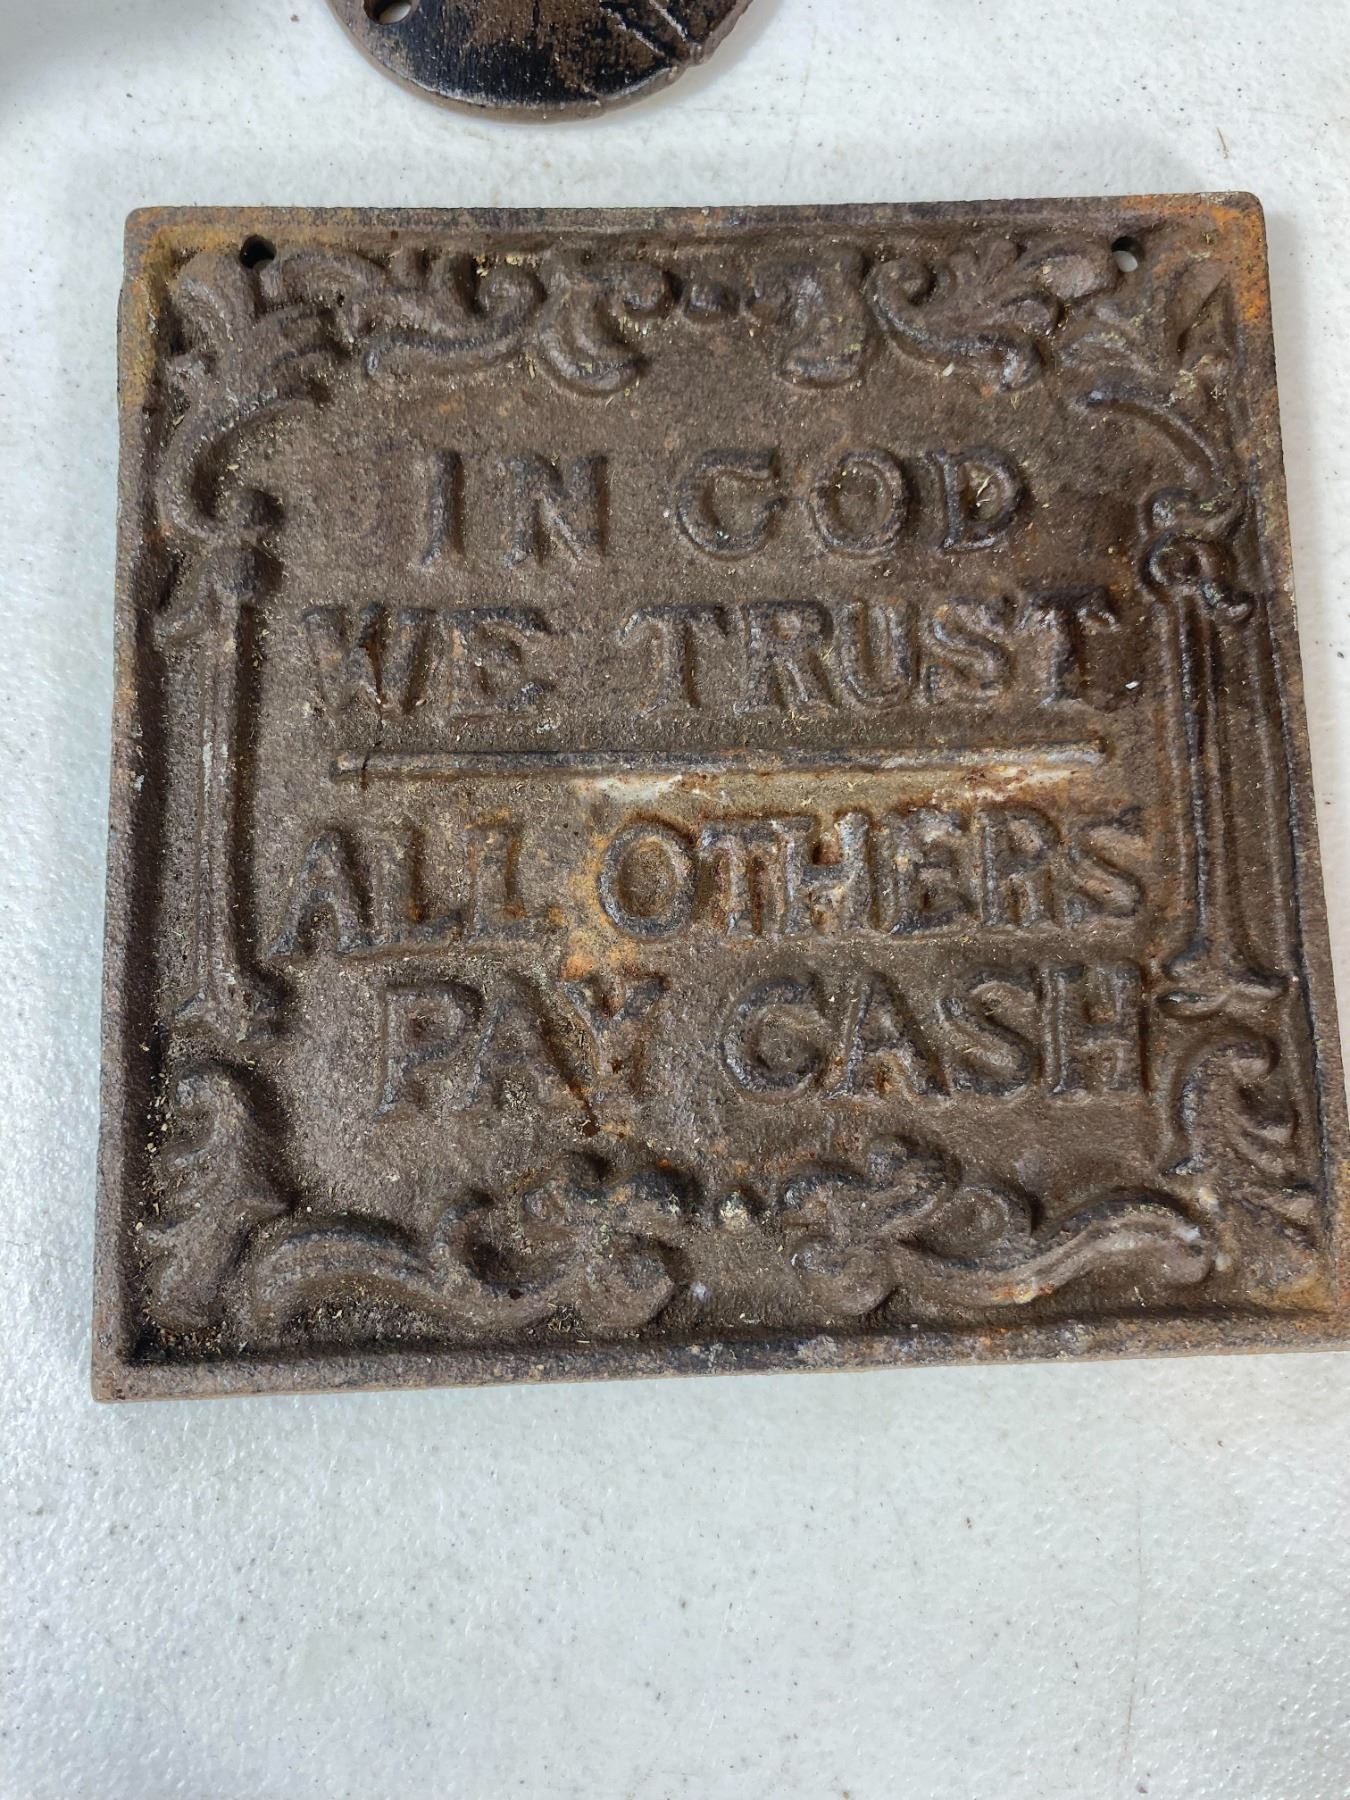 IN GOD
WE TRUST
ALL OTHERS
PAY CASH